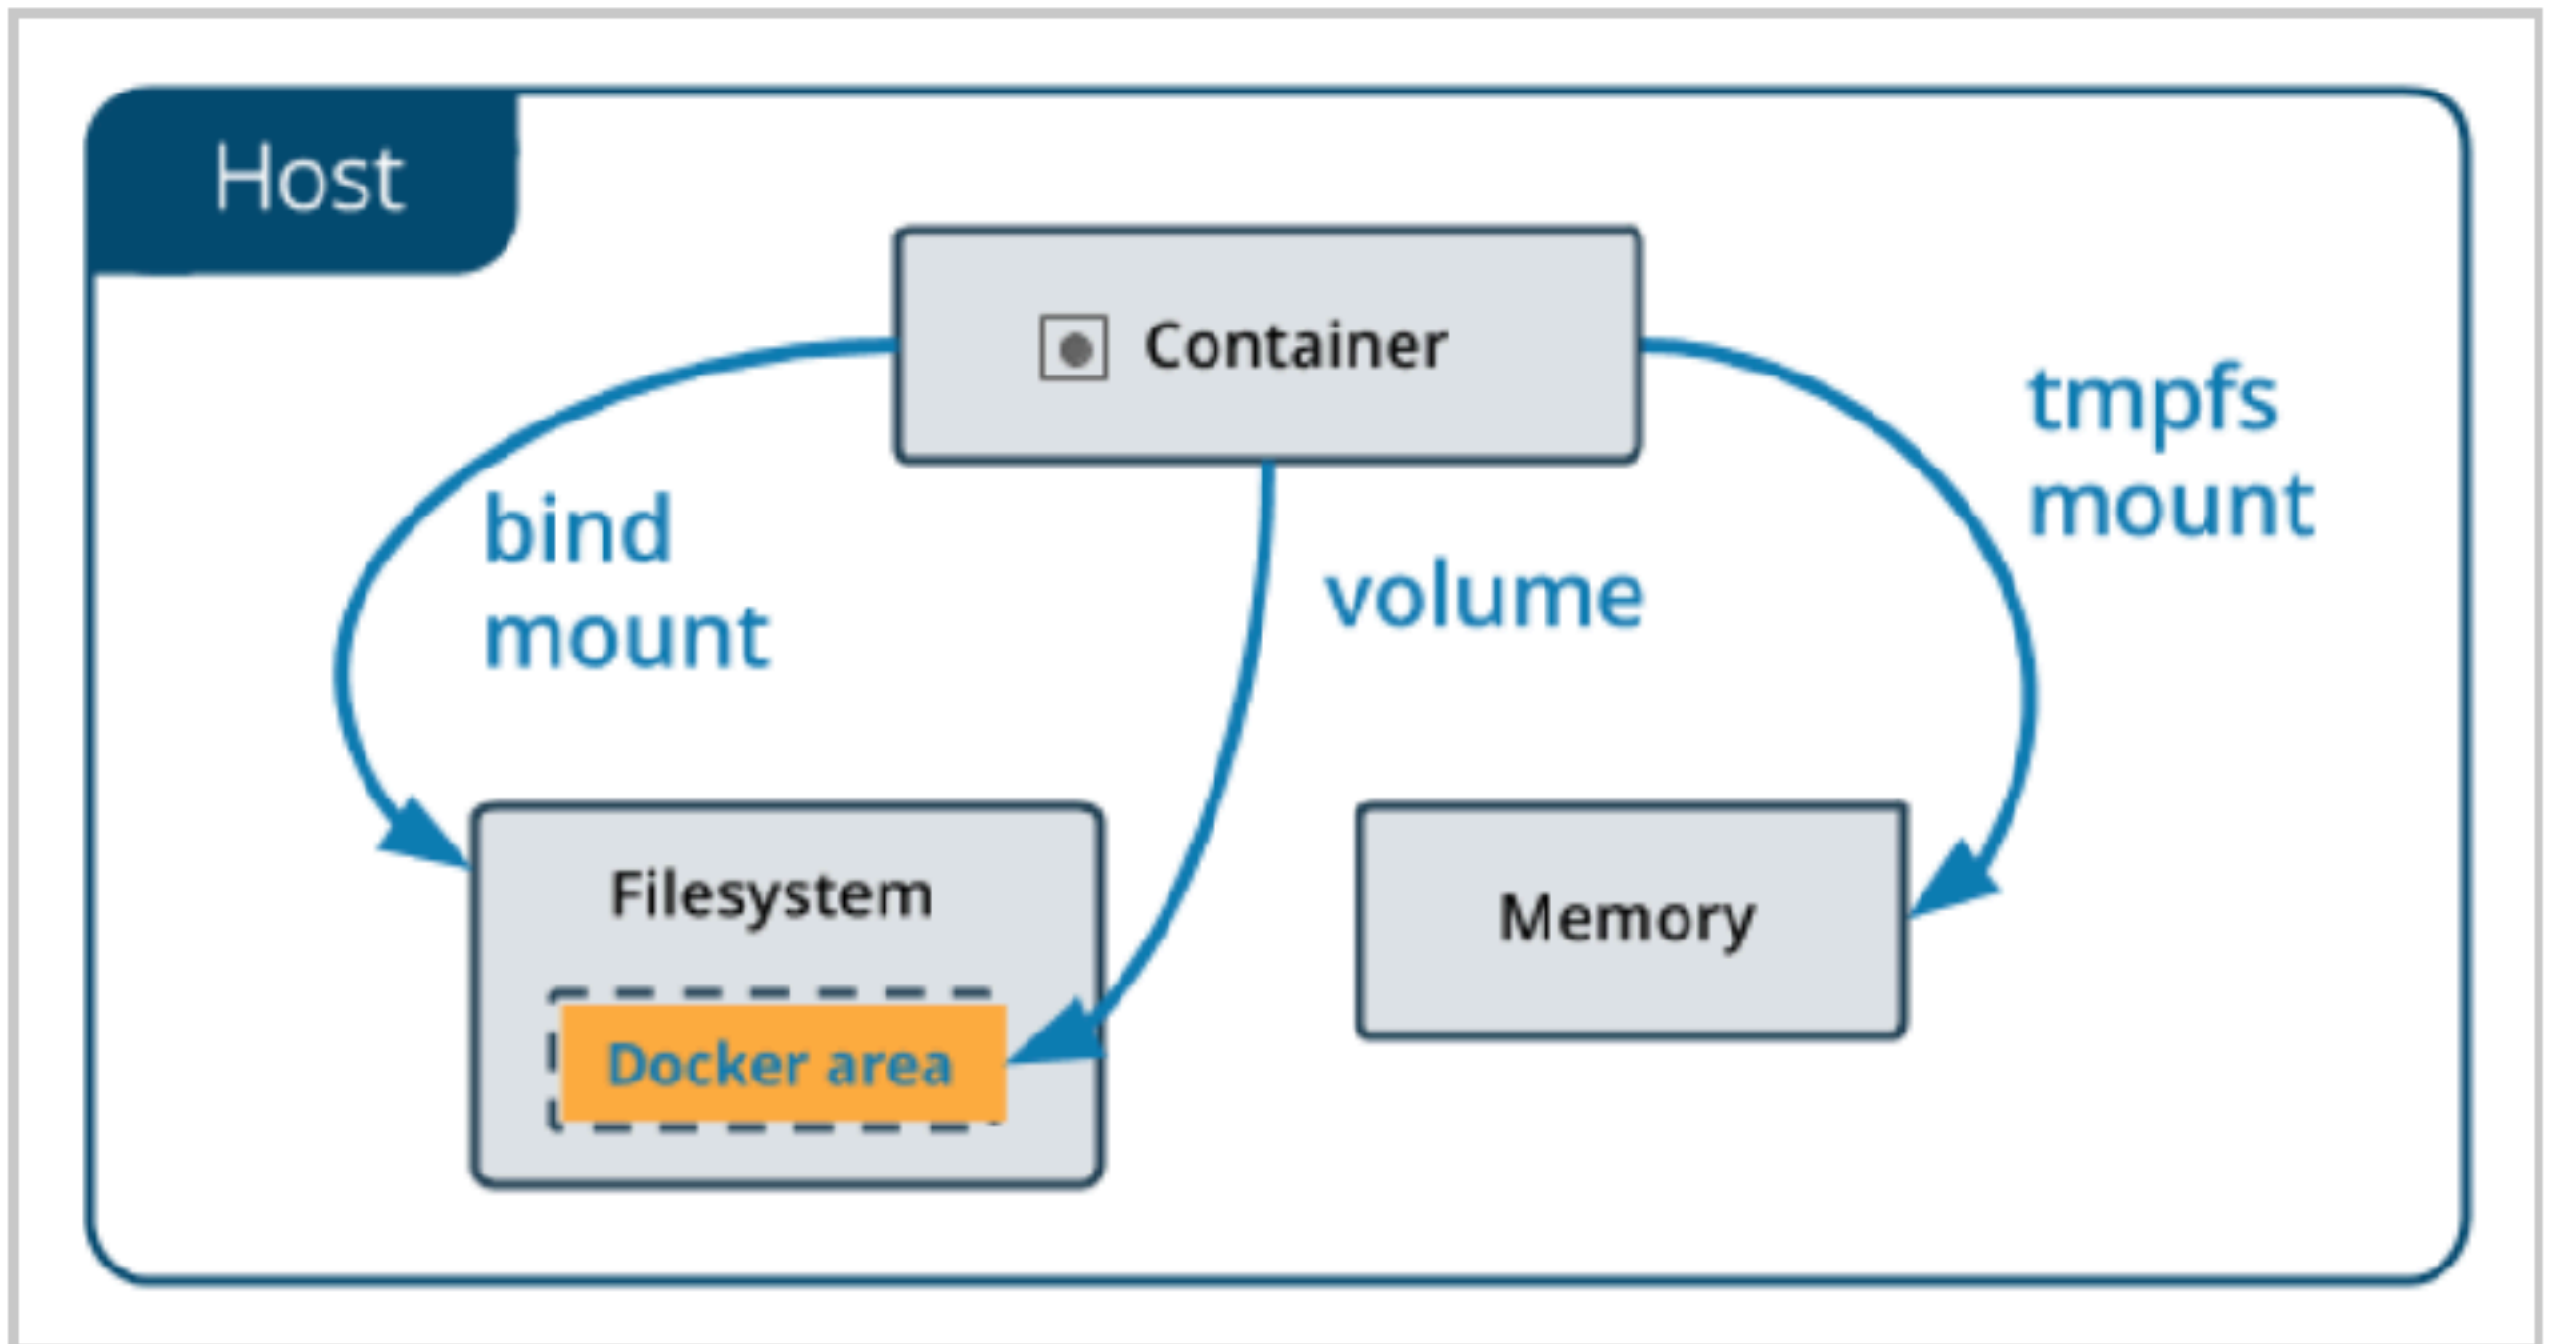 Host
Container
tmpfs
mount
bind
mount
volume
Filesystem
Memory
Docker area